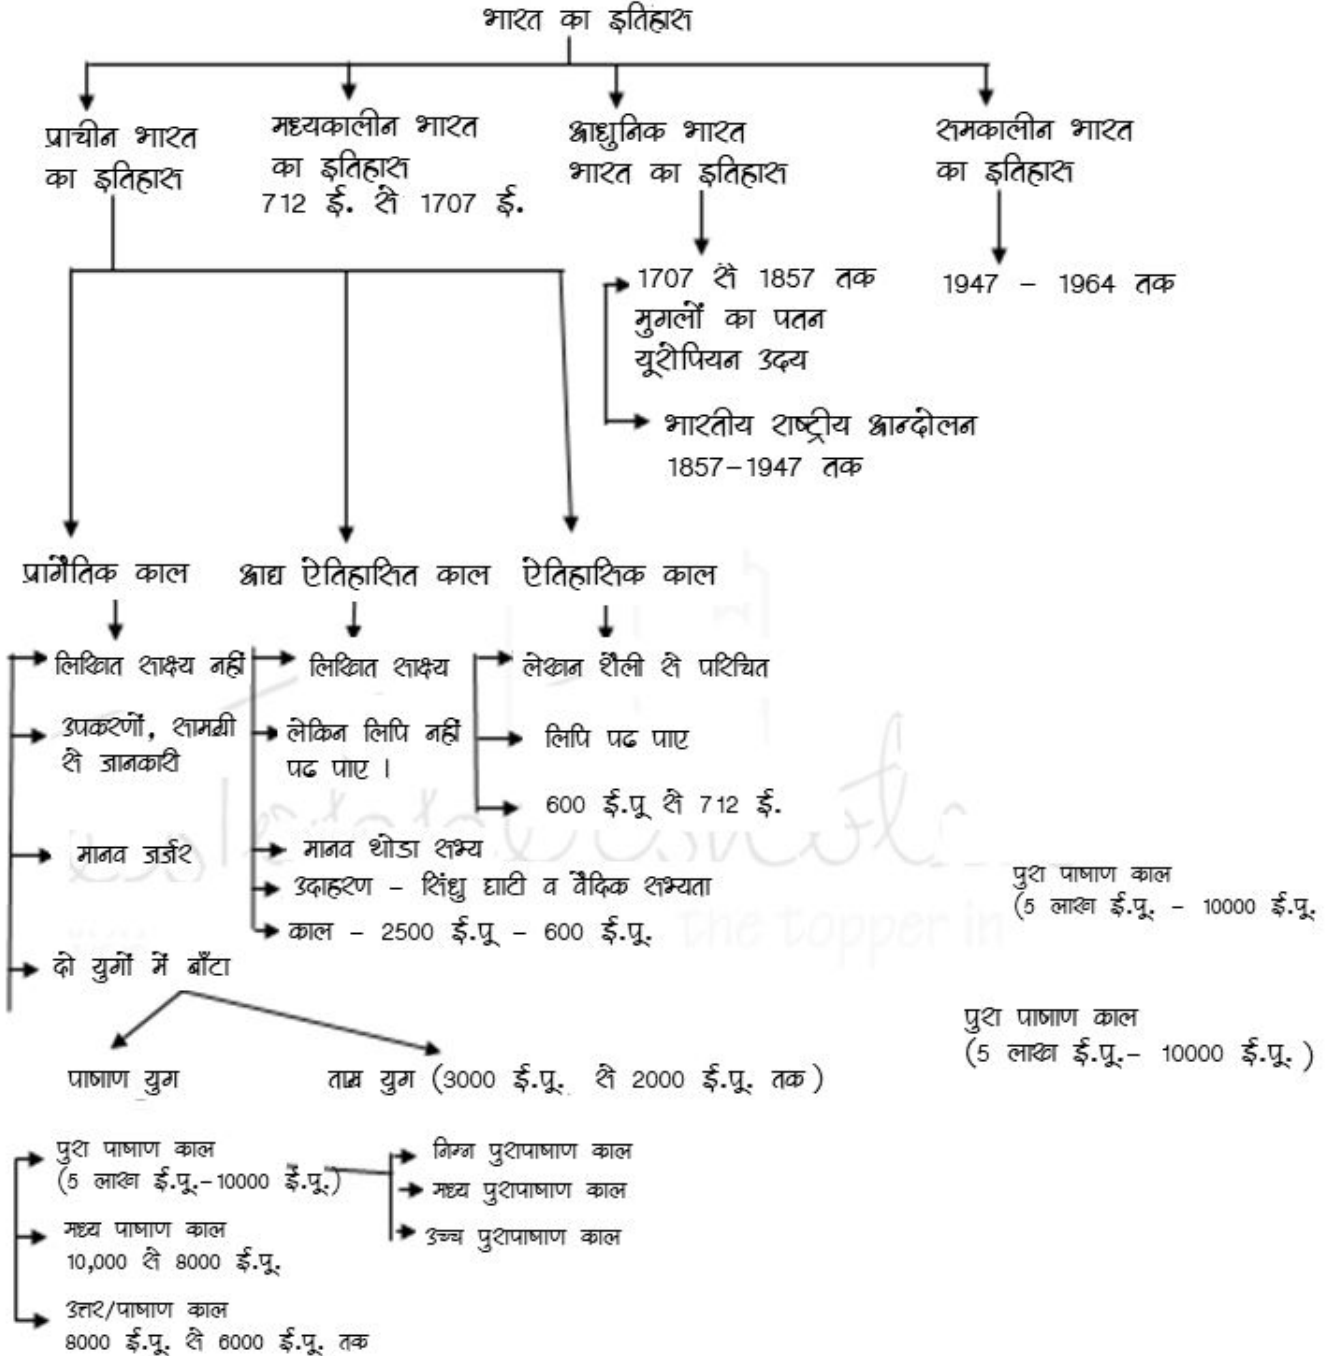 भारत का इतिहास
प्राचीन भारत
का इतिहास
मध्यकालीन भारत
का इतिहास
712 ई. से 1707 ई.
आधुनिक भारत
भारत का इतिहास
समकालीन भारत
का इतिहास
1707 से 1857 तक
मुगलों का पतन
यूरोपियन उदय
1947 – 1964 तक
भारतीय राष्ट्रीय आन्दोलन
1857–1947 तक
प्रागैतिक काल
आद्य ऐतिहासित काल
ऐतिहासिक काल
लिखित साक्ष्य नहीं
उपकरणों, सामग्री
से जानकारी
मानव जर्जर
दो युगों में बाँटा
लिखित साक्ष्य
लेकिन लिपि नहीं
पढ पाए ।
मानव थोडा सभ्य
उदाहरण – सिंधु घाटी व वैदिक सभ्यता
काल – 2500 ई.पू – 600 ई.पू.
लेखन शैली से परिचित
लिपि पढ पाए
600 ई.पू से 712 ई.
पुरा पाषाण काल
(5 लाख ई.पू. – 10000 ई.पू.
पुरा पाषाण काल
(5 लाख ई.पू.– 10000 ई.पू.)
पाषाण युग
ताम्र युग (3000 ई.पू. से 2000 ई.पू. तक)
पुरा पाषाण काल
(5 लाख ई.पू.–10000 ई.पू.)
मध्य पाषाण काल
10,000 से 8000 ई.पू.
उत्तर/पाषाण काल
8000 ई.पू. से 6000 ई.पू. तक
निम्न पुरापाषाण काल
मध्य पुरापाषाण काल
उच्च पुरापाषाण काल
the topper in